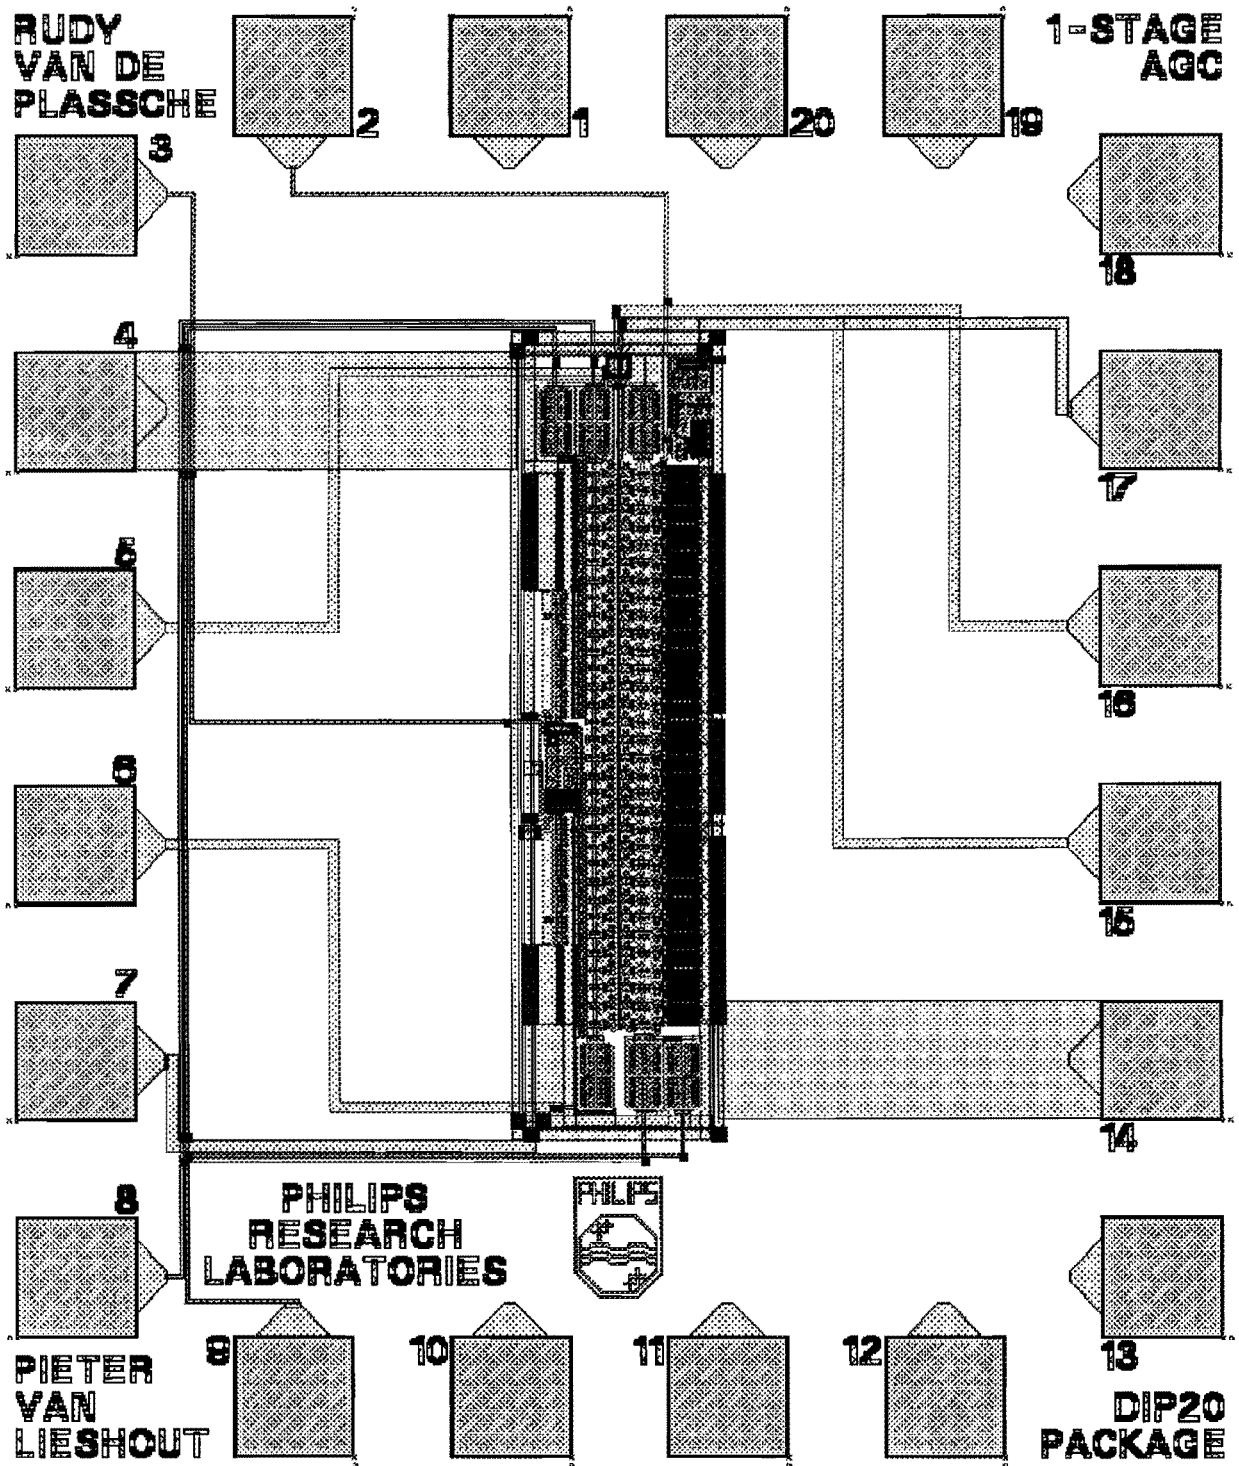 RUDY
VAN DE
PLASSCHE
1-STAGE
AGC
2
1
20
19
3
18
4
17
5
16
6
15
7
14
8
PHILIPS
RESEARCH
LABORATORIES
PHILIPS
9
10
11
12
13
PIETER
VAN
LIESHOUT
DIP20
PACKAGE